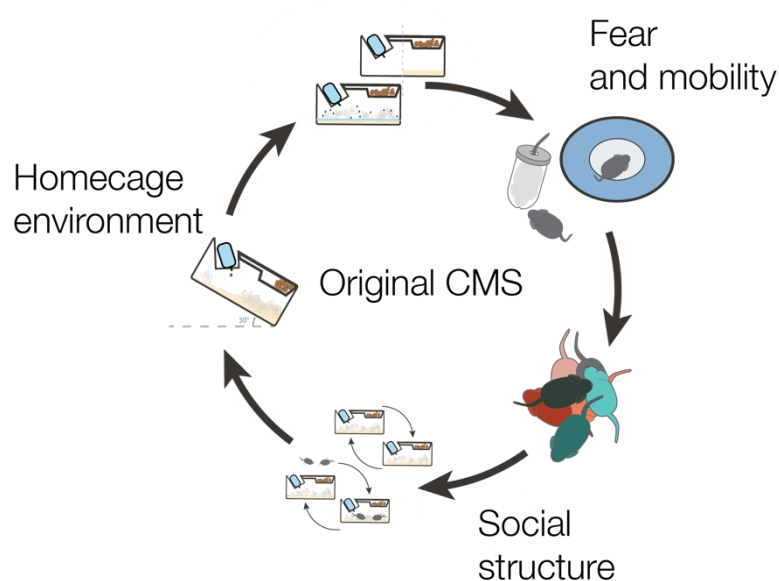 Fear
and mobility
Homecage
environment
Original CMS
30°
Social
structure